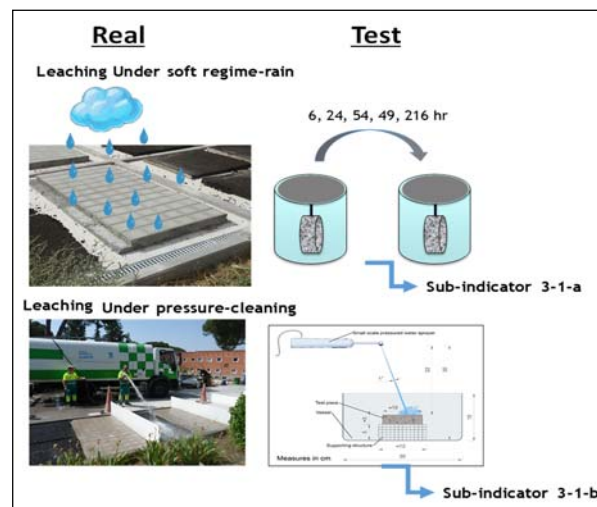 Real
Test
Leaching Under soft regime-rain
6, 24, 54, 49, 216 hr
Sub-indicator 3-1-a
Leaching Under pressure-cleaning
Small scale pressured water sprayer
Test piece
Vessel
Supporting structure
Measures in cm
Sub-indicator 3-1-b